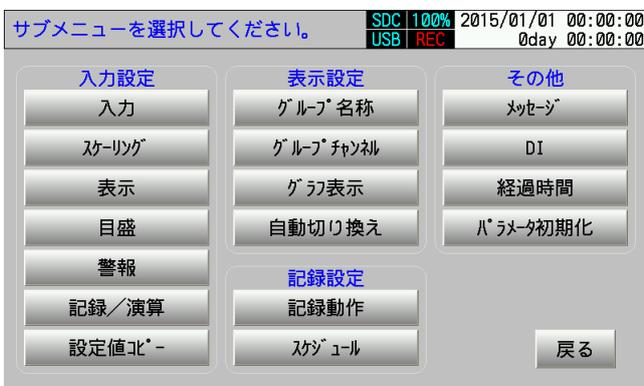 サブメニューを選択してください。
SDC 100% 2015/01/01 00:00:00
USB REC 0day 00:00:00
入力設定
入力
スケーリング
表示
目盛
警報
記録／演算
設定値コピー
表示設定
グループ名称
グループチャンネル
グラフ表示
自動切り換え
記録設定
記録動作
スケジュール
その他
メッセージ
DI
経過時間
パラメータ初期化
戻る